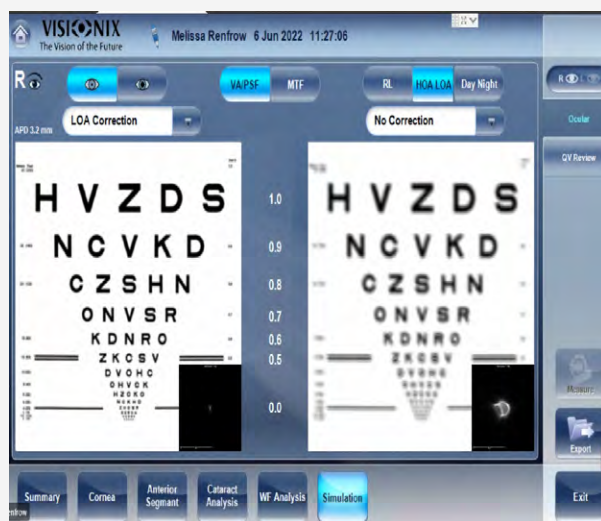 VISIONIX
The Vision of the Future
Melissa Renfrow 6 Jun 2022 11:27:06
R
VA/PSF MTF
RL HOA LOA Day Night
R L
LOA Correction
No Correction
Ocular
APD 3.2 mm
QV Review
H V Z D S
1.0
H V Z D S
N C V K D
0.9
N C V K D
C Z S H N
0.8
C Z S H N
O N V S R
0.7
O N V S R
K D N R O
0.6
K D N R O
Z K C S V
0.5
Z K C S V
D V O H C
O H V C K
H Z C K O
0.0
Measure
Export
Summary
Cornea
Anterior
Segment
Cataract
Analysis
WF Analysis
Simulation
Exit
nfrow